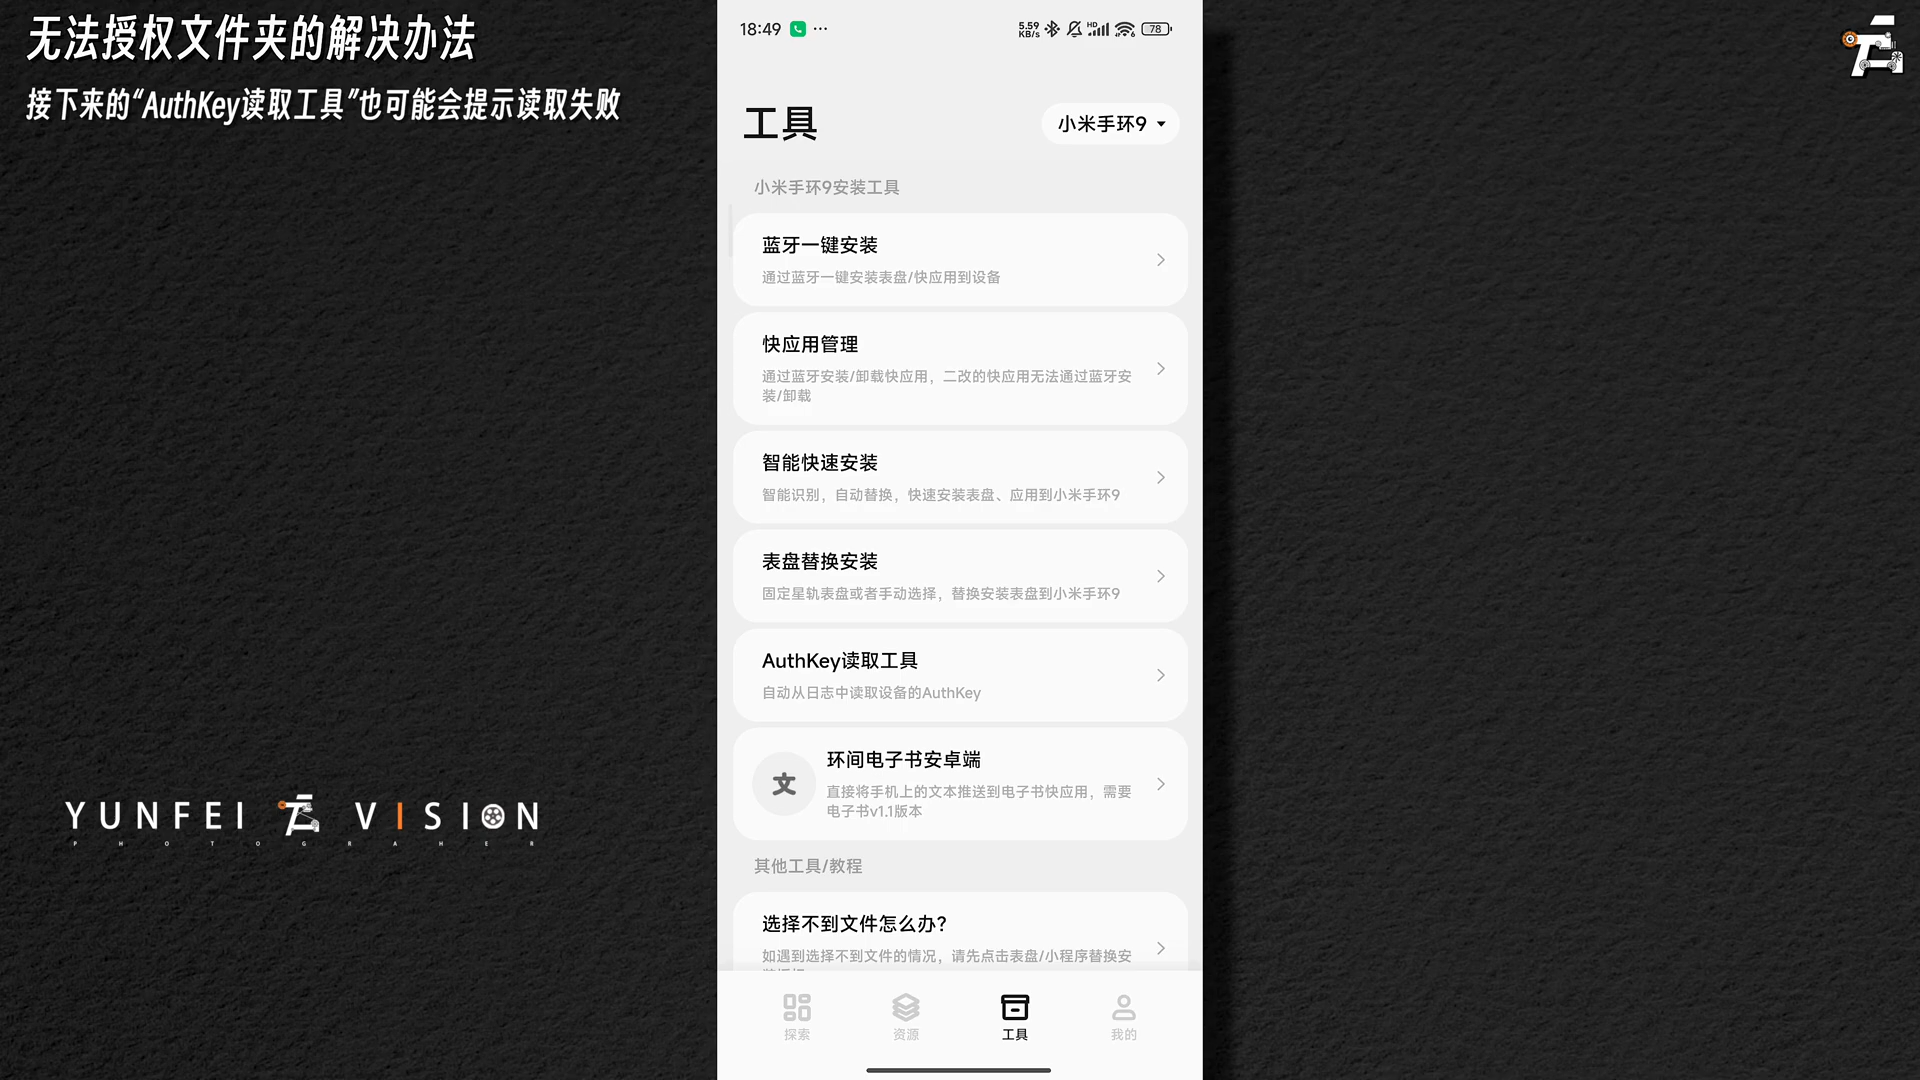 无法授权文件夹的解决办法
接下来的“AuthKey读取工具”也可能会提示读取失败
18:49
5.59 KB/s
HD
78
工具
小米手环9
小米手环9安装工具
蓝牙一键安装
通过蓝牙一键安装表盘/快应用到设备
快应用管理
通过蓝牙安装/卸载快应用，二改的快应用无法通过蓝牙安
装/卸载
智能快速安装
智能识别，自动替换，快速安装表盘、应用到小米手环9
表盘替换安装
固定星轨表盘或者手动选择，替换安装表盘到小米手环9
AuthKey读取工具
自动从日志中读取设备的AuthKey
文
环间电子书安卓端
直接将手机上的文本推送到电子书快应用，需要
电子书v1.1版本
其他工具/教程
选择不到文件怎么办？
如遇到选择不到文件的情况，请先点击表盘/小程序替换安
探索
资源
工具
我的
YUNFEI VISION
PHOTOGRAHER